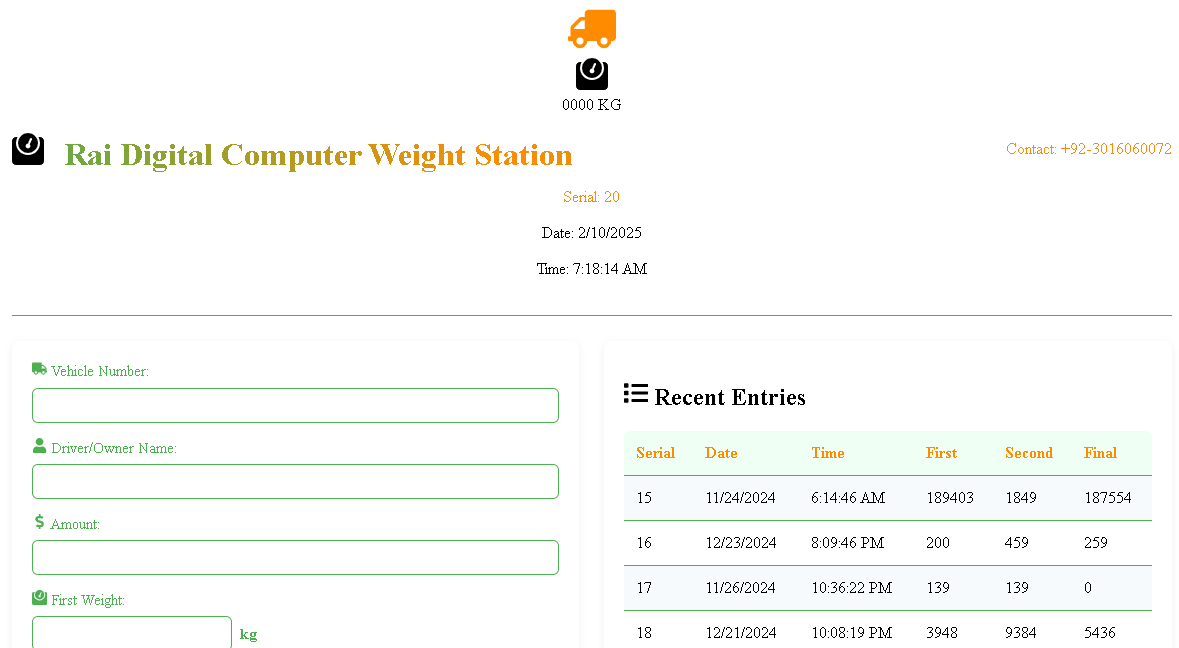 0000 KG
Rai Digital Computer Weight Station
Contact: +92-3016060072
Serial: 20
Date: 2/10/2025
Time: 7:18:14 AM
Vehicle Number:
Driver/Owner Name:
Amount:
First Weight:
kg
Recent Entries
Serial Date Time First Second Final
15 11/24/2024 6:14:46 AM 189403 1849 187554
16 12/23/2024 8:09:46 PM 200 459 259
17 11/26/2024 10:36:22 PM 139 139 0
18 12/21/2024 10:08:19 PM 3948 9384 5436